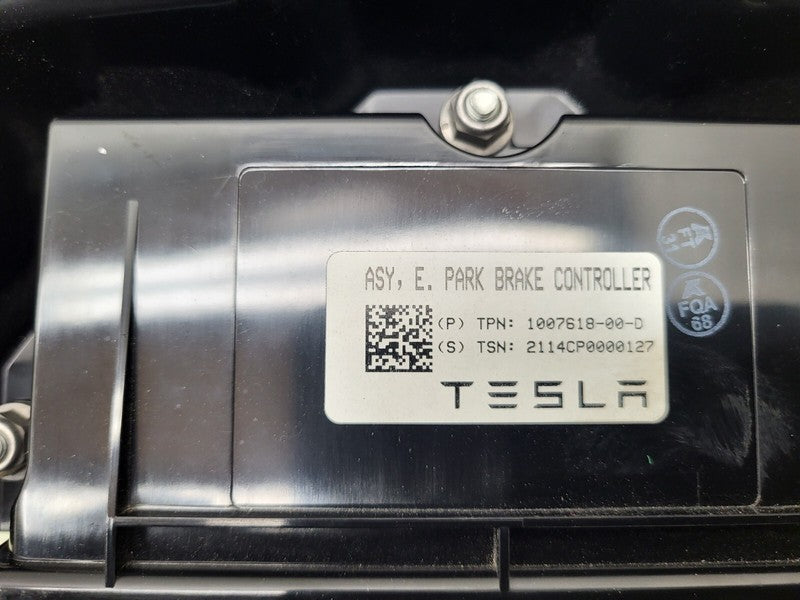 ASY, E. PARK BRAKE CONTROLLER
(P) TPN: 1007618-00-D
(S) TSN: 2114CP0000127
TESLA
FQA
68